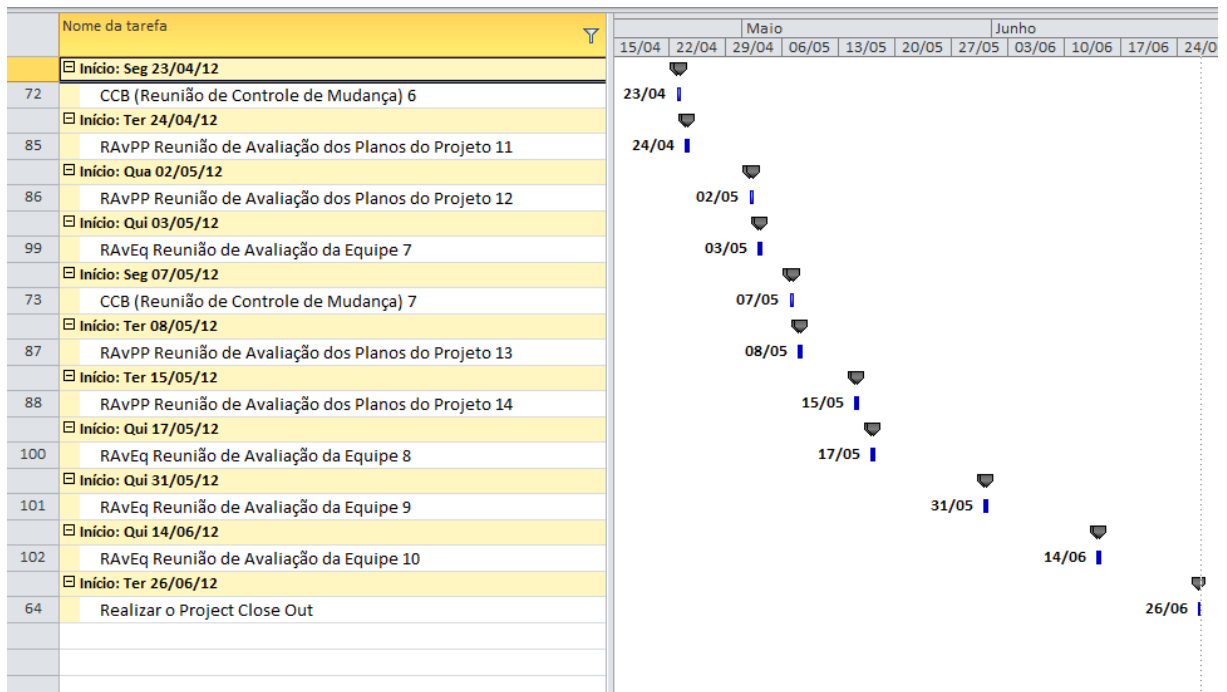 Nome da tarefa
Maio Junho
15/04 22/04 29/04 06/05 13/05 20/05 27/05 03/06 10/06 17/06 24/0
Início: Seg 23/04/12
72 CCB (Reunião de Controle de Mudança) 6 23/04
Início: Ter 24/04/12
85 RAvPP Reunião de Avaliação dos Planos do Projeto 11 24/04
Início: Qua 02/05/12
86 RAvPP Reunião de Avaliação dos Planos do Projeto 12 02/05
Início: Qui 03/05/12
99 RAvEq Reunião de Avaliação da Equipe 7 03/05
Início: Seg 07/05/12
73 CCB (Reunião de Controle de Mudança) 7 07/05
Início: Ter 08/05/12
87 RAvPP Reunião de Avaliação dos Planos do Projeto 13 08/05
Início: Ter 15/05/12
88 RAvPP Reunião de Avaliação dos Planos do Projeto 14 15/05
Início: Qui 17/05/12
100 RAvEq Reunião de Avaliação da Equipe 8 17/05
Início: Qui 31/05/12
101 RAvEq Reunião de Avaliação da Equipe 9 31/05
Início: Qui 14/06/12
102 RAvEq Reunião de Avaliação da Equipe 10 14/06
Início: Ter 26/06/12
64 Realizar o Project Close Out 26/06